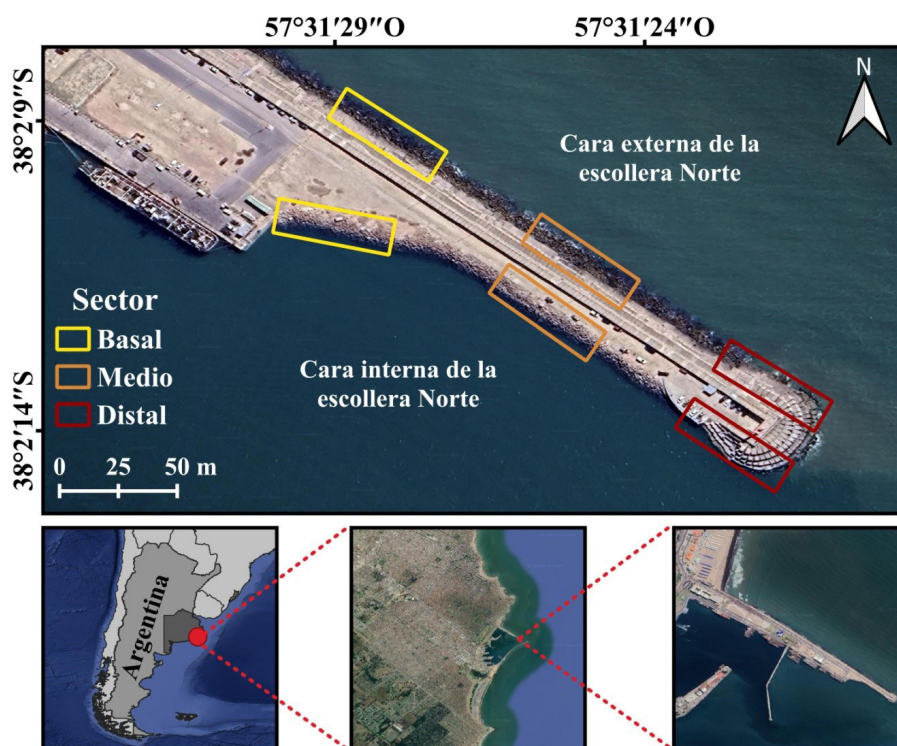 57°31′29″O
57°31′24″O
38°2′9″S
N
Cara externa de la
escollera Norte
Sector
Basal
Medio
Distal
Cara interna de la
escollera Norte
38°2′14″S
0 25 50 m
Argentina